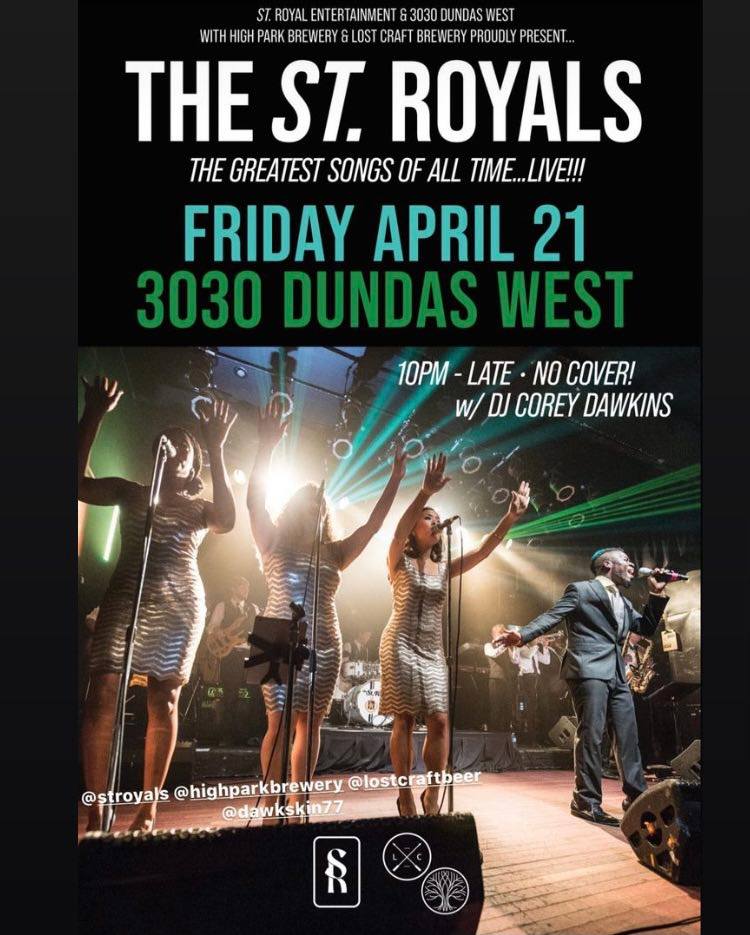 ST. ROYAL ENTERTAINMENT & 3030 DUNDAS WEST
WITH HIGH PARK BREWERY & LOST CRAFT BREWERY PROUDLY PRESENT...
THE ST. ROYALS
THE GREATEST SONGS OF ALL TIME...LIVE!!!
FRIDAY APRIL 21
3030 DUNDAS WEST
10PM - LATE • NO COVER!
w/ DJ COREY DAWKINS
@stroyals @highparkbrewery @lostcraftbeer
@dawkskin77
SR
L C